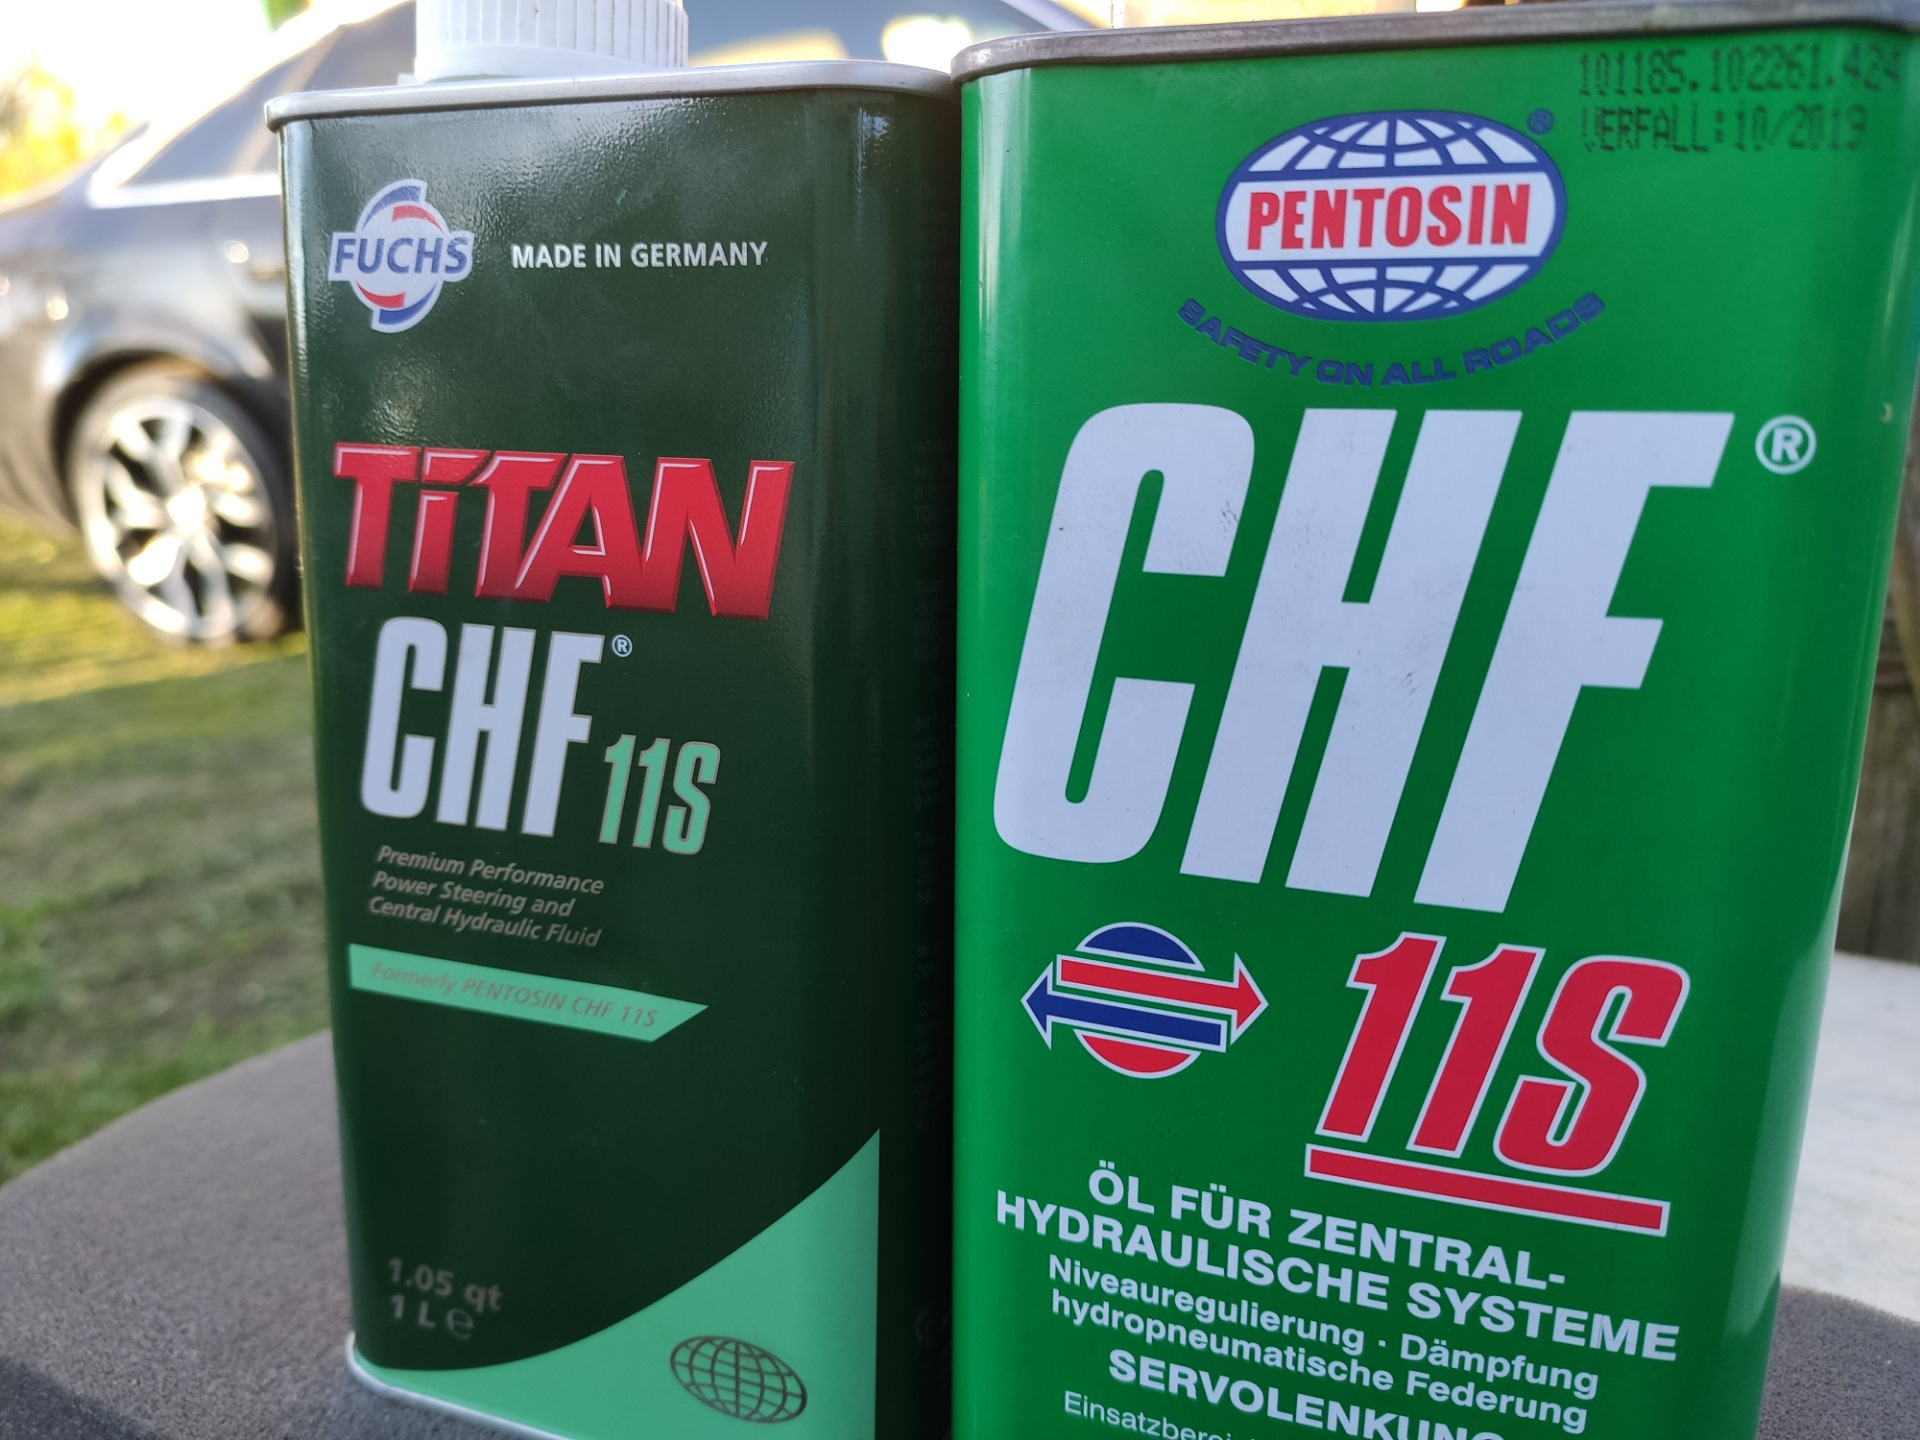 FUCHS
MADE IN GERMANY
TiTAN
CHF®
11S
Premium Performance
Power Steering and
Central Hydraulic Fluid
Formerly PENTOSIN CHF 11S
1.05 qt
1 L ℮
101185.102261.424
VERFALL:10/2019
PENTOSIN®
SAFETY ON ALL ROADS
CHF®
11S
ÖL FÜR ZENTRAL-
HYDRAULISCHE SYSTEME
Niveauregulierung · Dämpfung
hydropneumatische Federung
SERVOLENKUNG